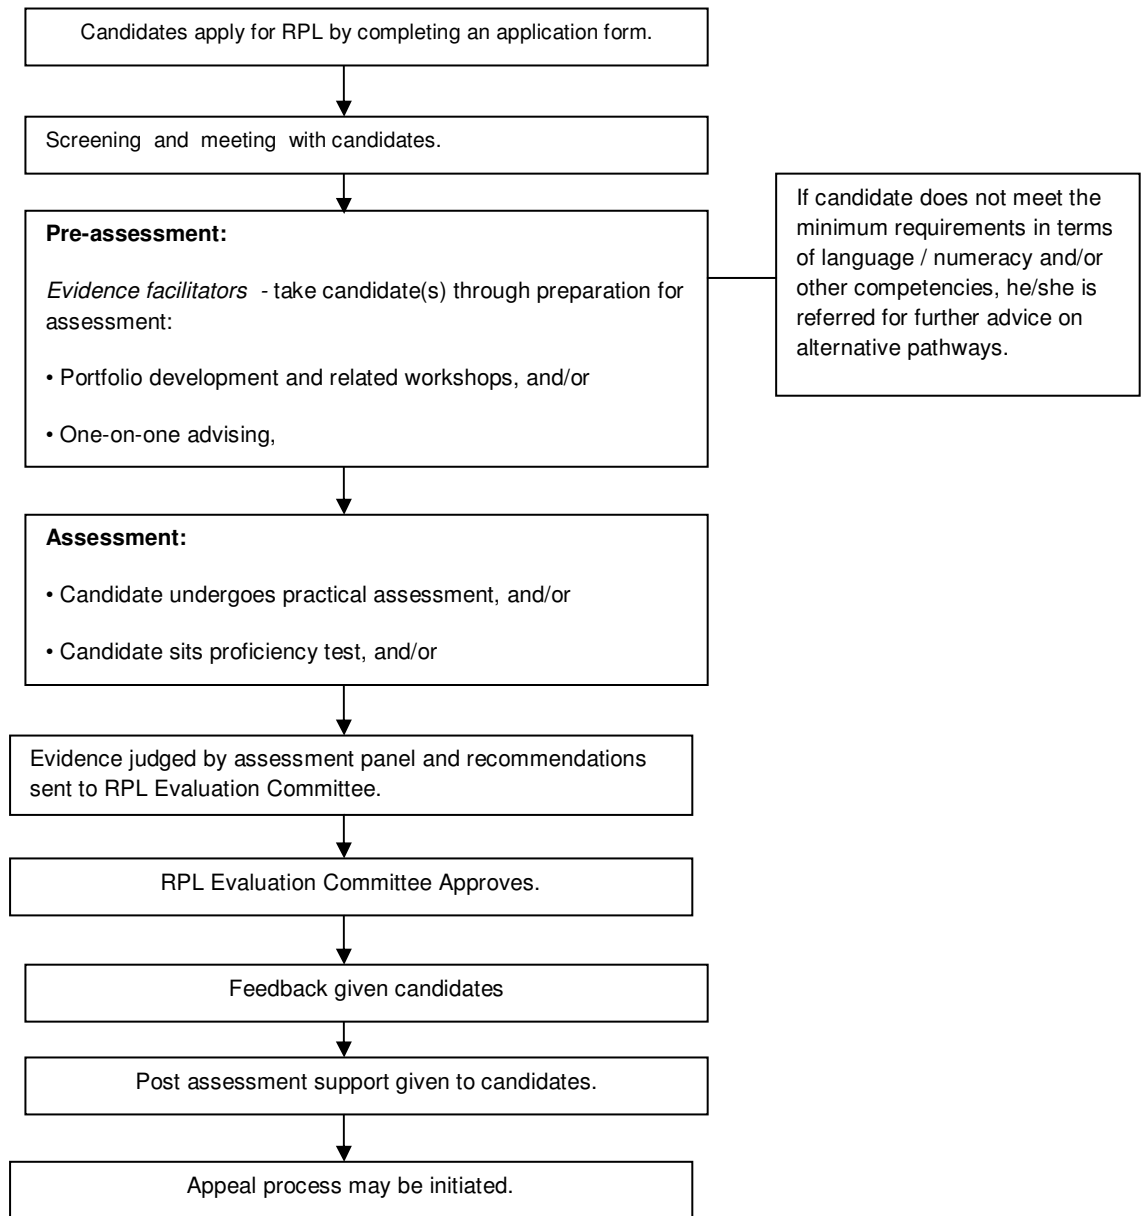 Candidates apply for RPL by completing an application form.
Screening and meeting with candidates.
Pre-assessment:
Evidence facilitators - take candidate(s) through preparation for
assessment:
• Portfolio development and related workshops, and/or
• One-on-one advising,
If candidate does not meet the
minimum requirements in terms
of language / numeracy and/or
other competencies, he/she is
referred for further advice on
alternative pathways.
Assessment:
• Candidate undergoes practical assessment, and/or
• Candidate sits proficiency test, and/or
Evidence judged by assessment panel and recommendations
sent to RPL Evaluation Committee.
RPL Evaluation Committee Approves.
Feedback given candidates
Post assessment support given to candidates.
Appeal process may be initiated.